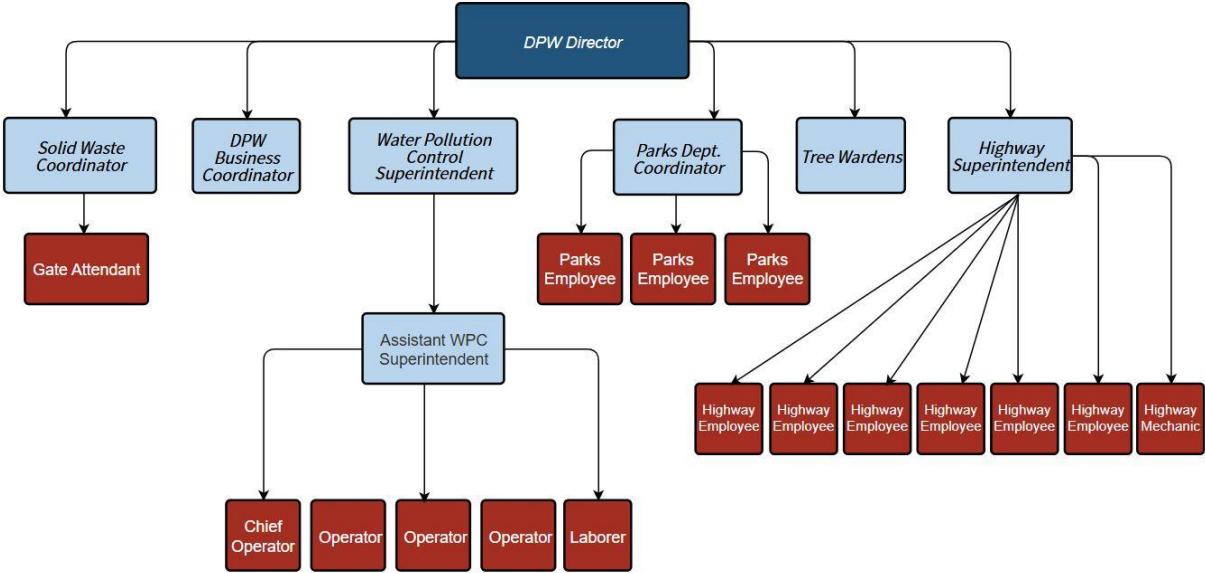 DPW Director
Solid Waste
Coordinator
DPW
Business
Coordinator
Water Pollution
Control
Superintendent
Parks Dept.
Coordinator
Tree Wardens
Highway
Superintendent
Gate Attendant
Parks
Employee
Parks
Employee
Parks
Employee
Assistant WPC
Superintendent
Highway
Employee
Highway
Employee
Highway
Employee
Highway
Employee
Highway
Employee
Highway
Employee
Highway
Mechanic
Chief
Operator
Operator
Operator
Operator
Laborer